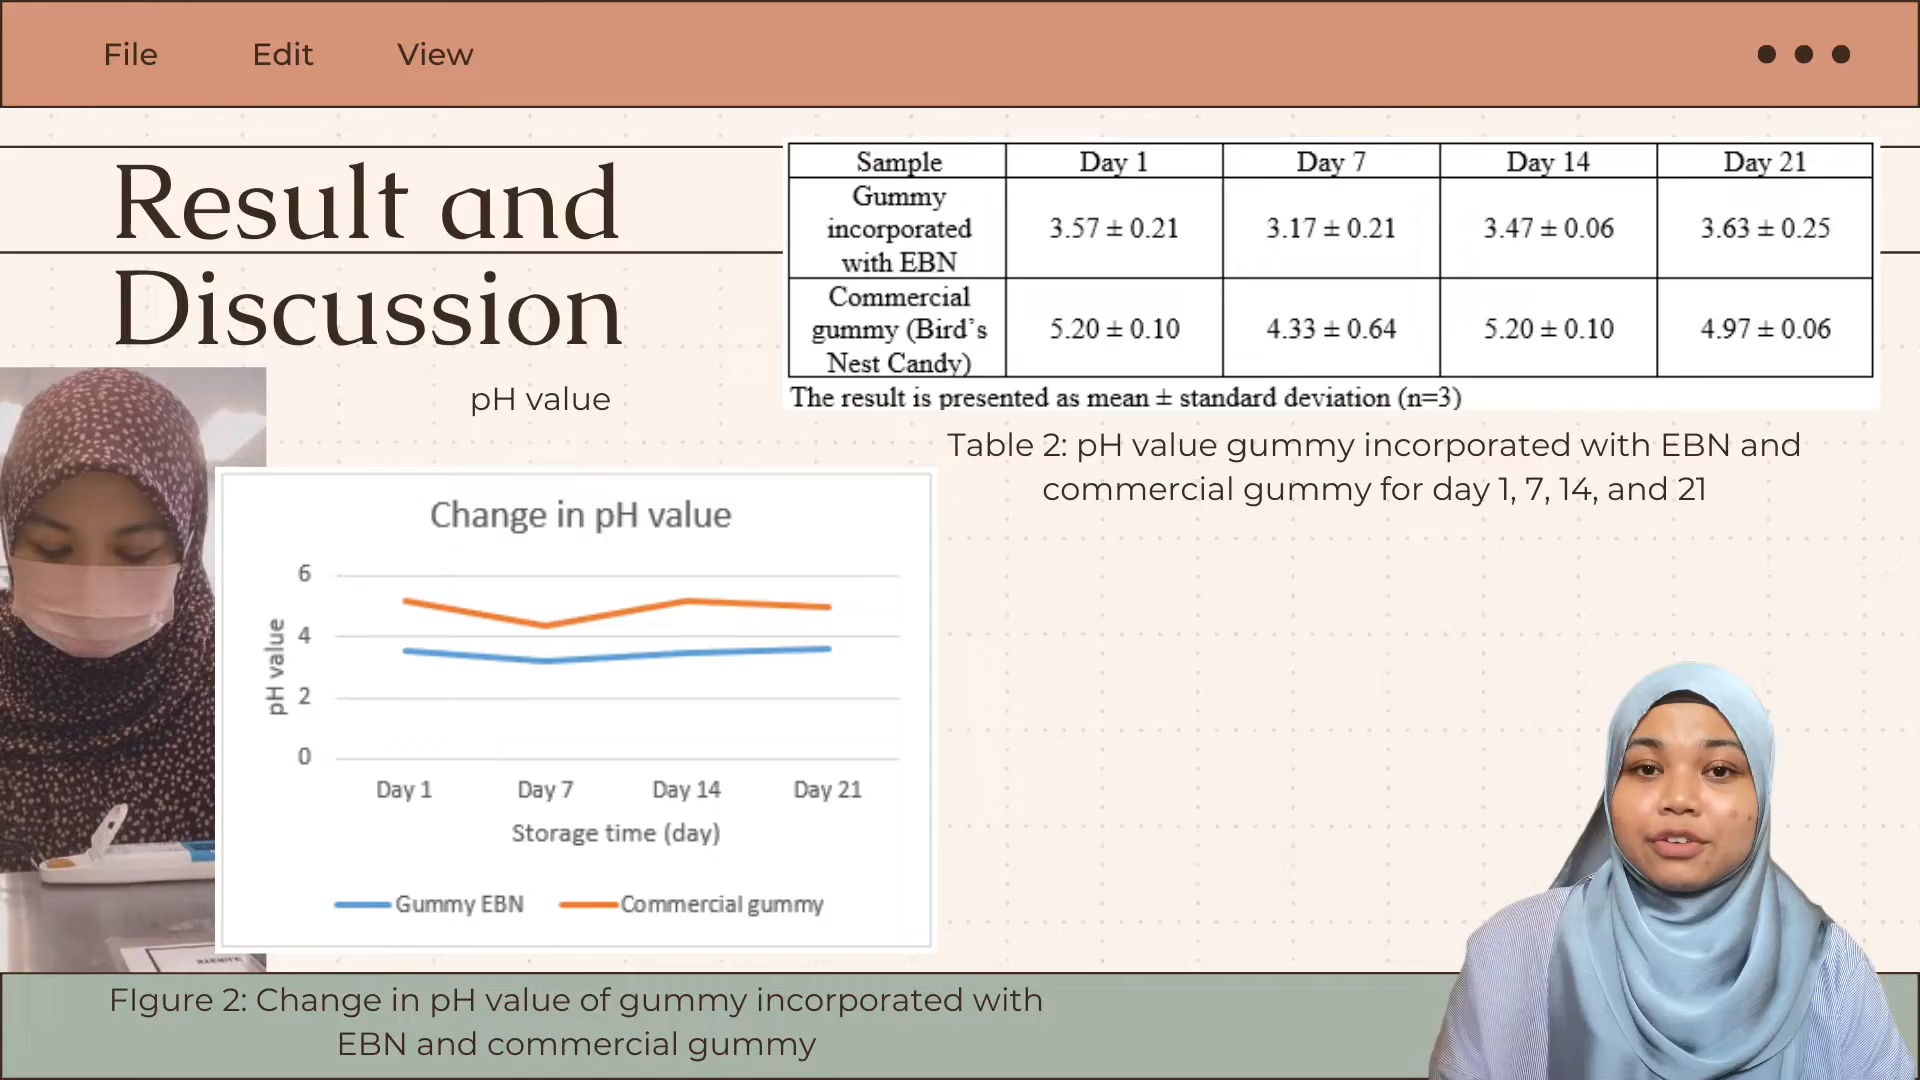 File Edit View
Result and
Discussion
pH value
Sample Day 1 Day 7 Day 14 Day 21
Gummy
incorporated
with EBN
3.57 ± 0.21 3.17 ± 0.21 3.47 ± 0.06 3.63 ± 0.25
Commercial
gummy (Bird's
Nest Candy)
5.20 ± 0.10 4.33 ± 0.64 5.20 ± 0.10 4.97 ± 0.06
The result is presented as mean ± standard deviation (n=3)
Table 2: pH value gummy incorporated with EBN and
commercial gummy for day 1, 7, 14, and 21
Change in pH value
pH value
6
4
2
0
Day 1 Day 7 Day 14 Day 21
Storage time (day)
Gummy EBN Commercial gummy
FIgure 2: Change in pH value of gummy incorporated with
EBN and commercial gummy